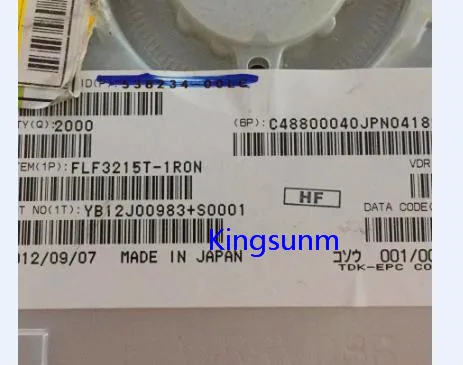 ID(P):
TY(Q): 2000
(6P): C48800040JPN0418
TEM(1P): FLF3215T-1R0N
VDR
HF
T NO(1T): YB12J00983+S0001
DATA CODE(
Kingsunm
012/09/07 MADE IN JAPAN
コソウ 001/00
TDK-EPC CO